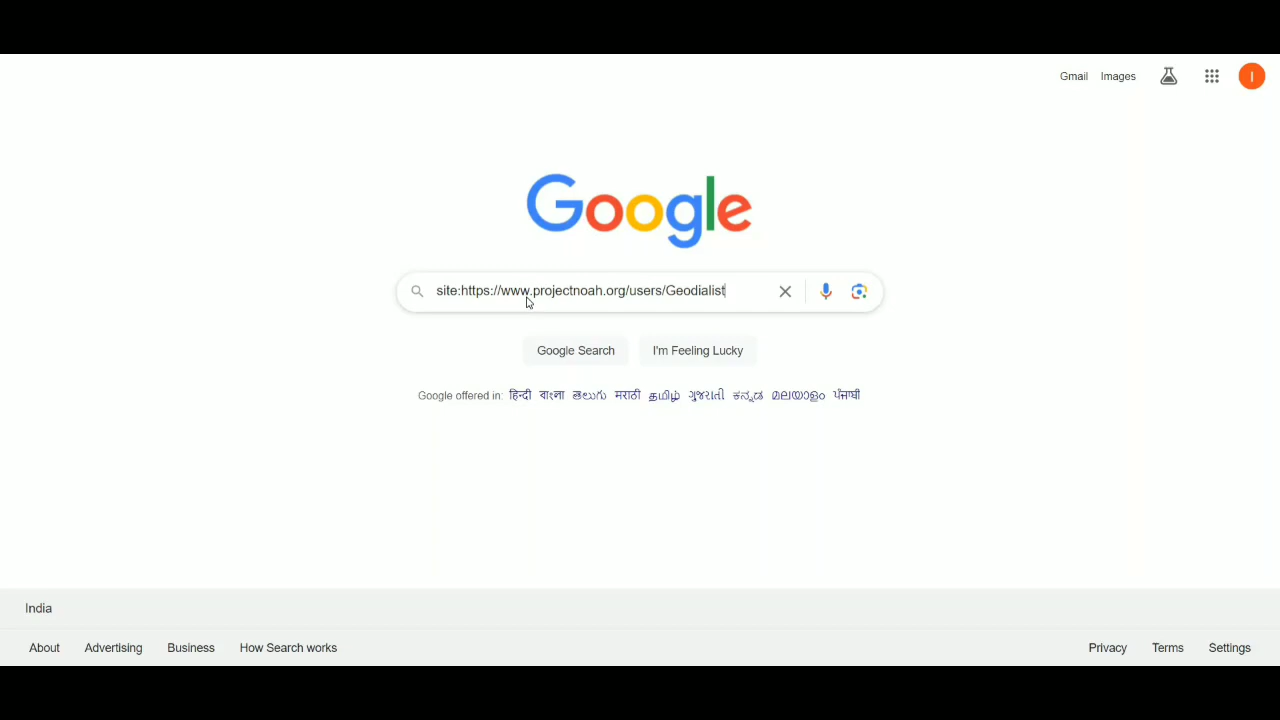 Gmail Images I
Google
site:https://www.projectnoah.org/users/Geodialist
Google Search I'm Feeling Lucky
Google offered in: हिन्दी বাংলা తెలుగు मराठी தமிழ் ગુજરાતી ಕನ್ನಡ മലയാളം ਪੰਜਾਬੀ
India
About Advertising Business How Search works Privacy Terms Settings